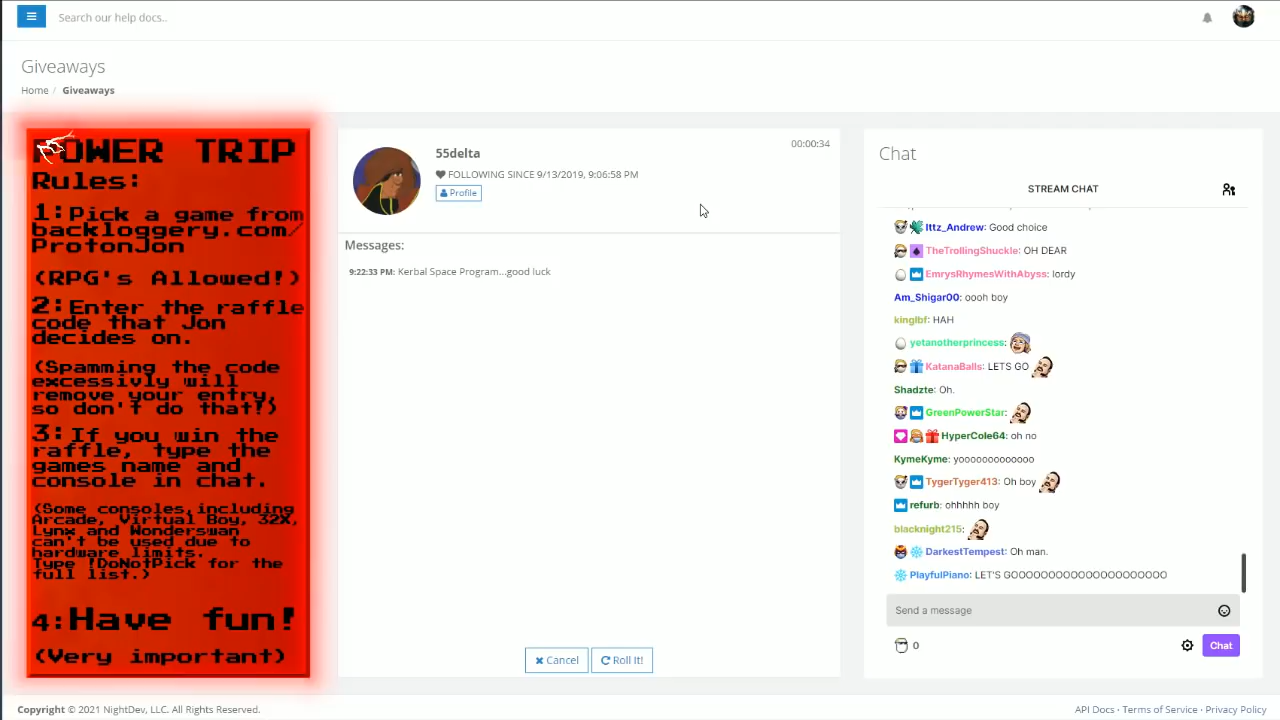 Search our help docs..
Giveaways
Home / Giveaways
POWER TRIP
Rules:
1:Pick a game from
backloggery.com/
ProtonJon
(RPG's Allowed!)
2:Enter the raffle
code that Jon
decides on.
(Spamming the code
excessivly will
remove your entry,
so don't do that!)
3:If you win the
raffle, type the
games name and
console in chat.
(Some consoles,including
Arcade, Virtual Boy, 32X,
Lynx and Wonderswan
can't be used due to
hardware limits.
Type !DoNotPick for the
full list.)
4:Have fun!
(Very important)
55delta
00:00:34
FOLLOWING SINCE 9/13/2019, 9:06:58 PM
Profile
Messages:
9:22:33 PM: Kerbal Space Program...good luck
Cancel
Roll It!
Chat
STREAM CHAT
Ittz_Andrew: Good choice
TheTrollingShuckle: OH DEAR
EmrysRhymesWithAbyss: lordy
Am_Shigar00: oooh boy
kinglbf: HAH
yetanotherprincess:
KatanaBalls: LETS GO
Shadzte: Oh.
GreenPowerStar:
HyperCole64: oh no
KymeKyme: yooooooooooooo
TygerTyger413: Oh boy
refurb: ohhhhh boy
blacknight215:
DarkestTempest: Oh man.
PlayfulPiano: LET'S GOOOOOOOOOOOOOOOOOOOOO
Send a message
0
Chat
Copyright © 2021 NightDev, LLC. All Rights Reserved.
API Docs · Terms of Service · Privacy Policy